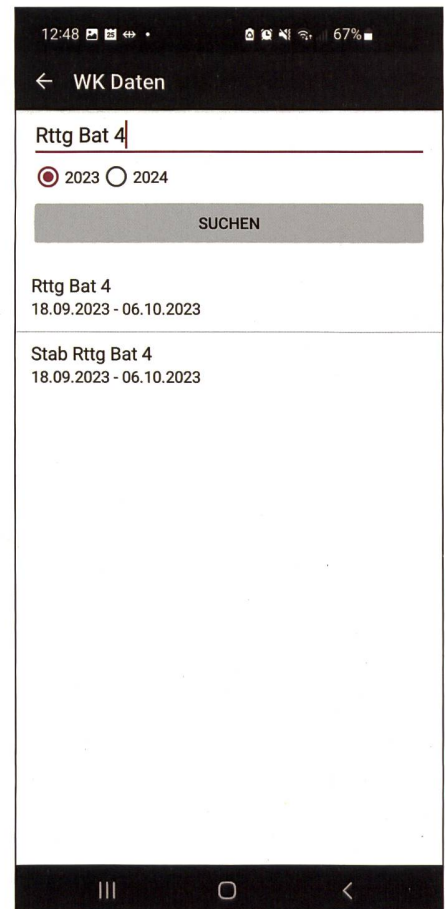 12:48
67%
← WK Daten
Rttg Bat 4
2023 2024
SUCHEN
Rttg Bat 4
18.09.2023 - 06.10.2023
Stab Rttg Bat 4
18.09.2023 - 06.10.2023